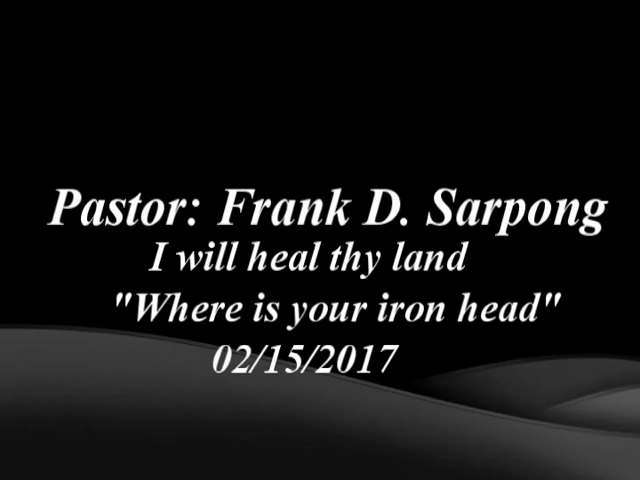 Pastor: Frank D. Sarpong
I will heal thy land
"Where is your iron head"
02/15/2017